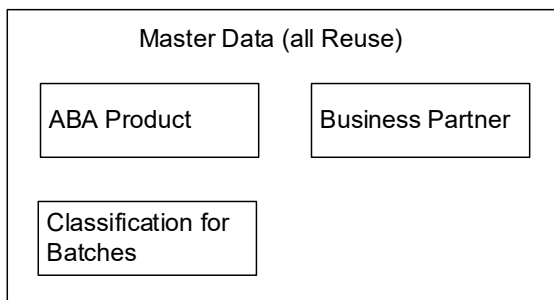 Master Data (all Reuse)
ABA Product
Business Partner
Classification for
Batches